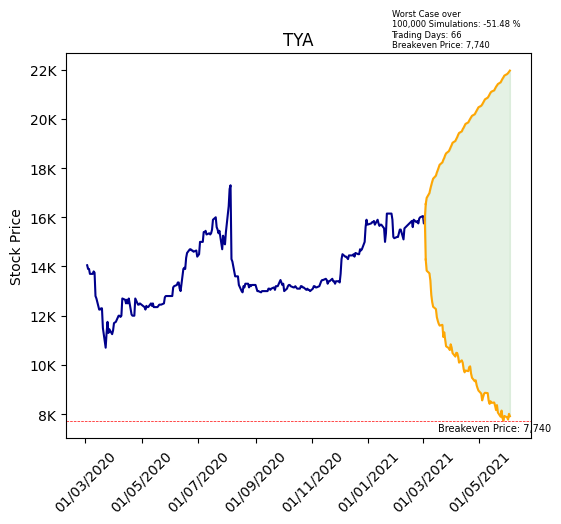 Worst Case over
100,000 Simulations: -51.48 %
Trading Days: 66
Breakeven Price: 7,740
TYA
Stock Price
22K
20K
18K
16K
14K
12K
10K
8K
Breakeven Price: 7,740
01/03/2020
01/05/2020
01/07/2020
01/09/2020
01/11/2020
01/01/2021
01/03/2021
01/05/2021